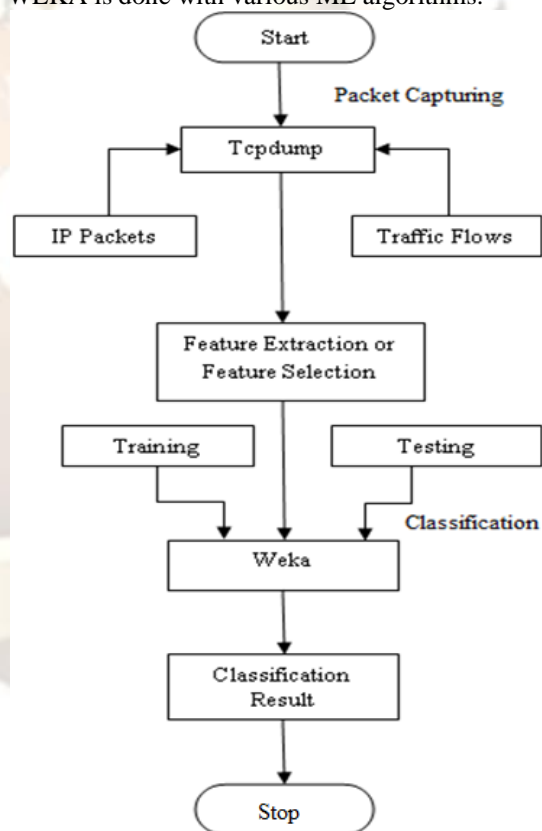 WEKA is done with various ML algorithms.
Start
Packet Capturing
Tcpdump
IP Packets
Traffic Flows
Feature Extraction or
Feature Selection
Training
Testing
Classification
Weka
Classification
Result
Stop